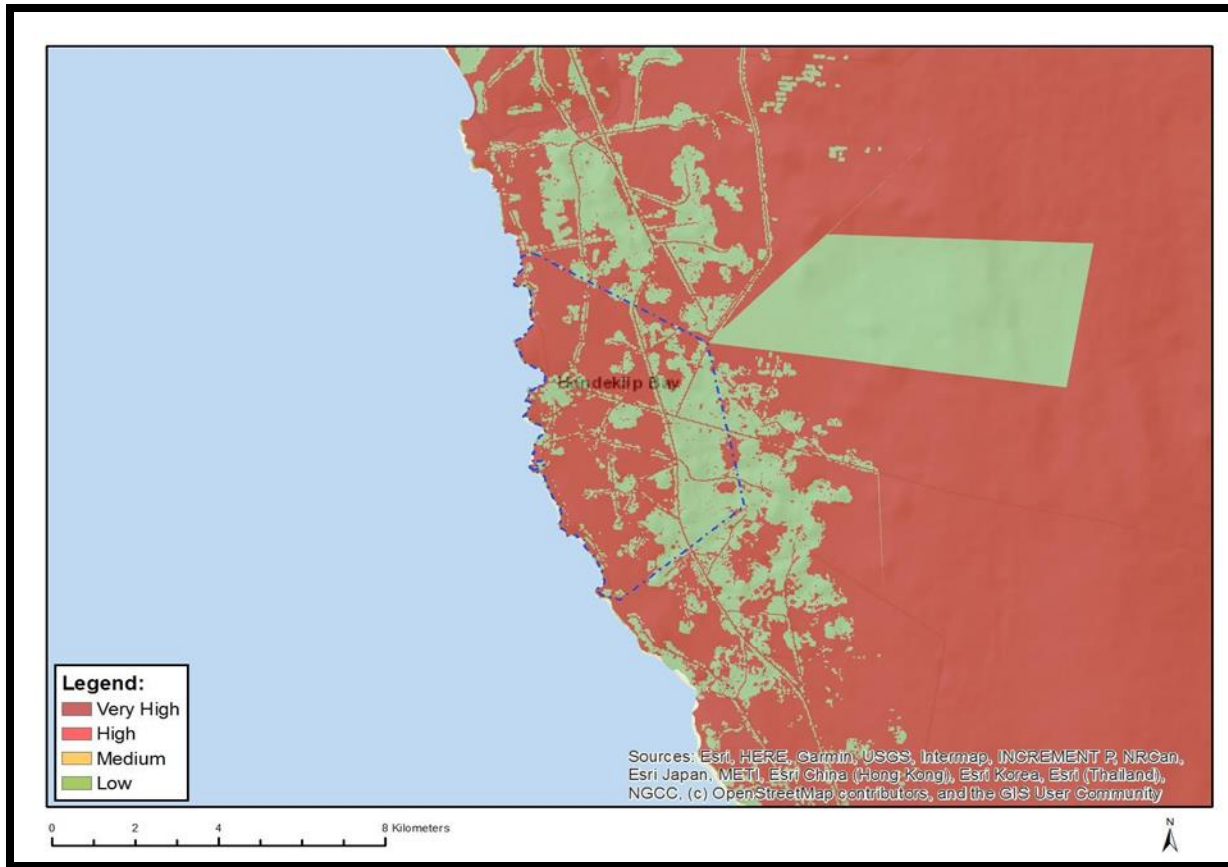 Bay
Legend:
Very High
High
Medium
Low
Sources: Esri, HERE, Garmin, USGS, Intermap, INCREMENT P, NRCan,
Esri Japan, METI, Esri China (Hong Kong), Esri Korea, Esri (Thailand),
NGCC, (c) OpenStreetMap contributors, and the GIS User Community
0 2 4 8 Kilometers
N